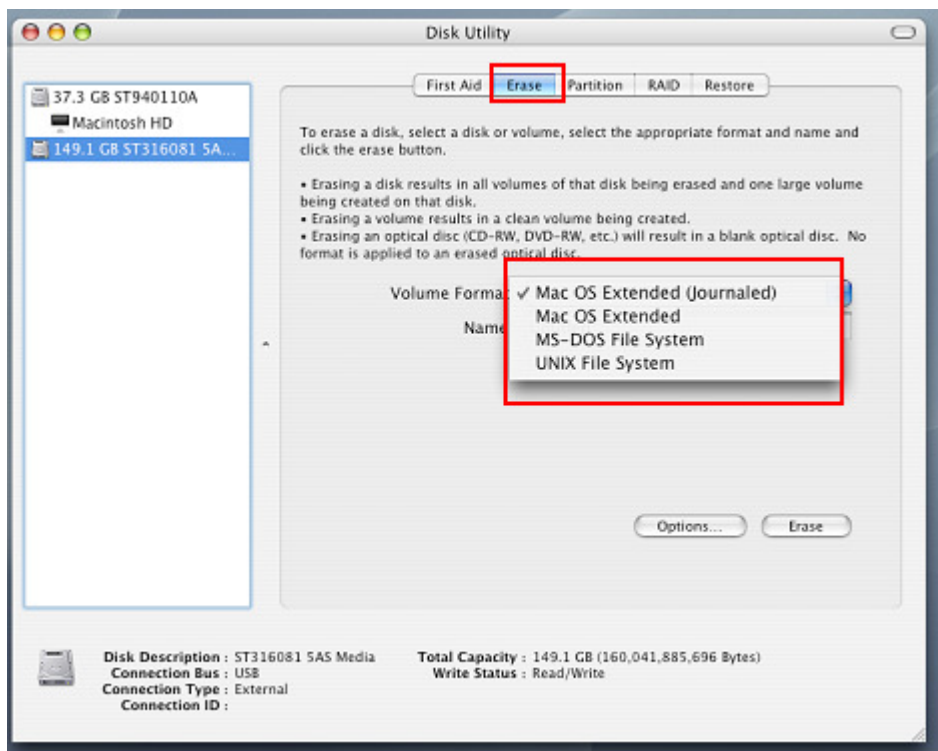 Disk Utility
37.3 GB ST940110A
Macintosh HD
149.1 GB ST316081 5A...
First Aid Erase Partition RAID Restore
To erase a disk, select a disk or volume, select the appropriate format and name and
click the erase button.
• Erasing a disk results in all volumes of that disk being erased and one large volume
being created on that disk.
• Erasing a volume results in a clean volume being created.
• Erasing an optical disc (CD-RW, DVD-RW, etc.) will result in a blank optical disc. No
format is applied to an erased optical disc.
Volume Format ✓ Mac OS Extended (Journaled)
Mac OS Extended
Name
MS-DOS File System
UNIX File System
Options... Erase
Disk Description : ST316081 5AS Media
Connection Bus : USB
Connection Type : External
Connection ID :
Total Capacity : 149.1 GB (160,041,885,696 Bytes)
Write Status : Read/Write